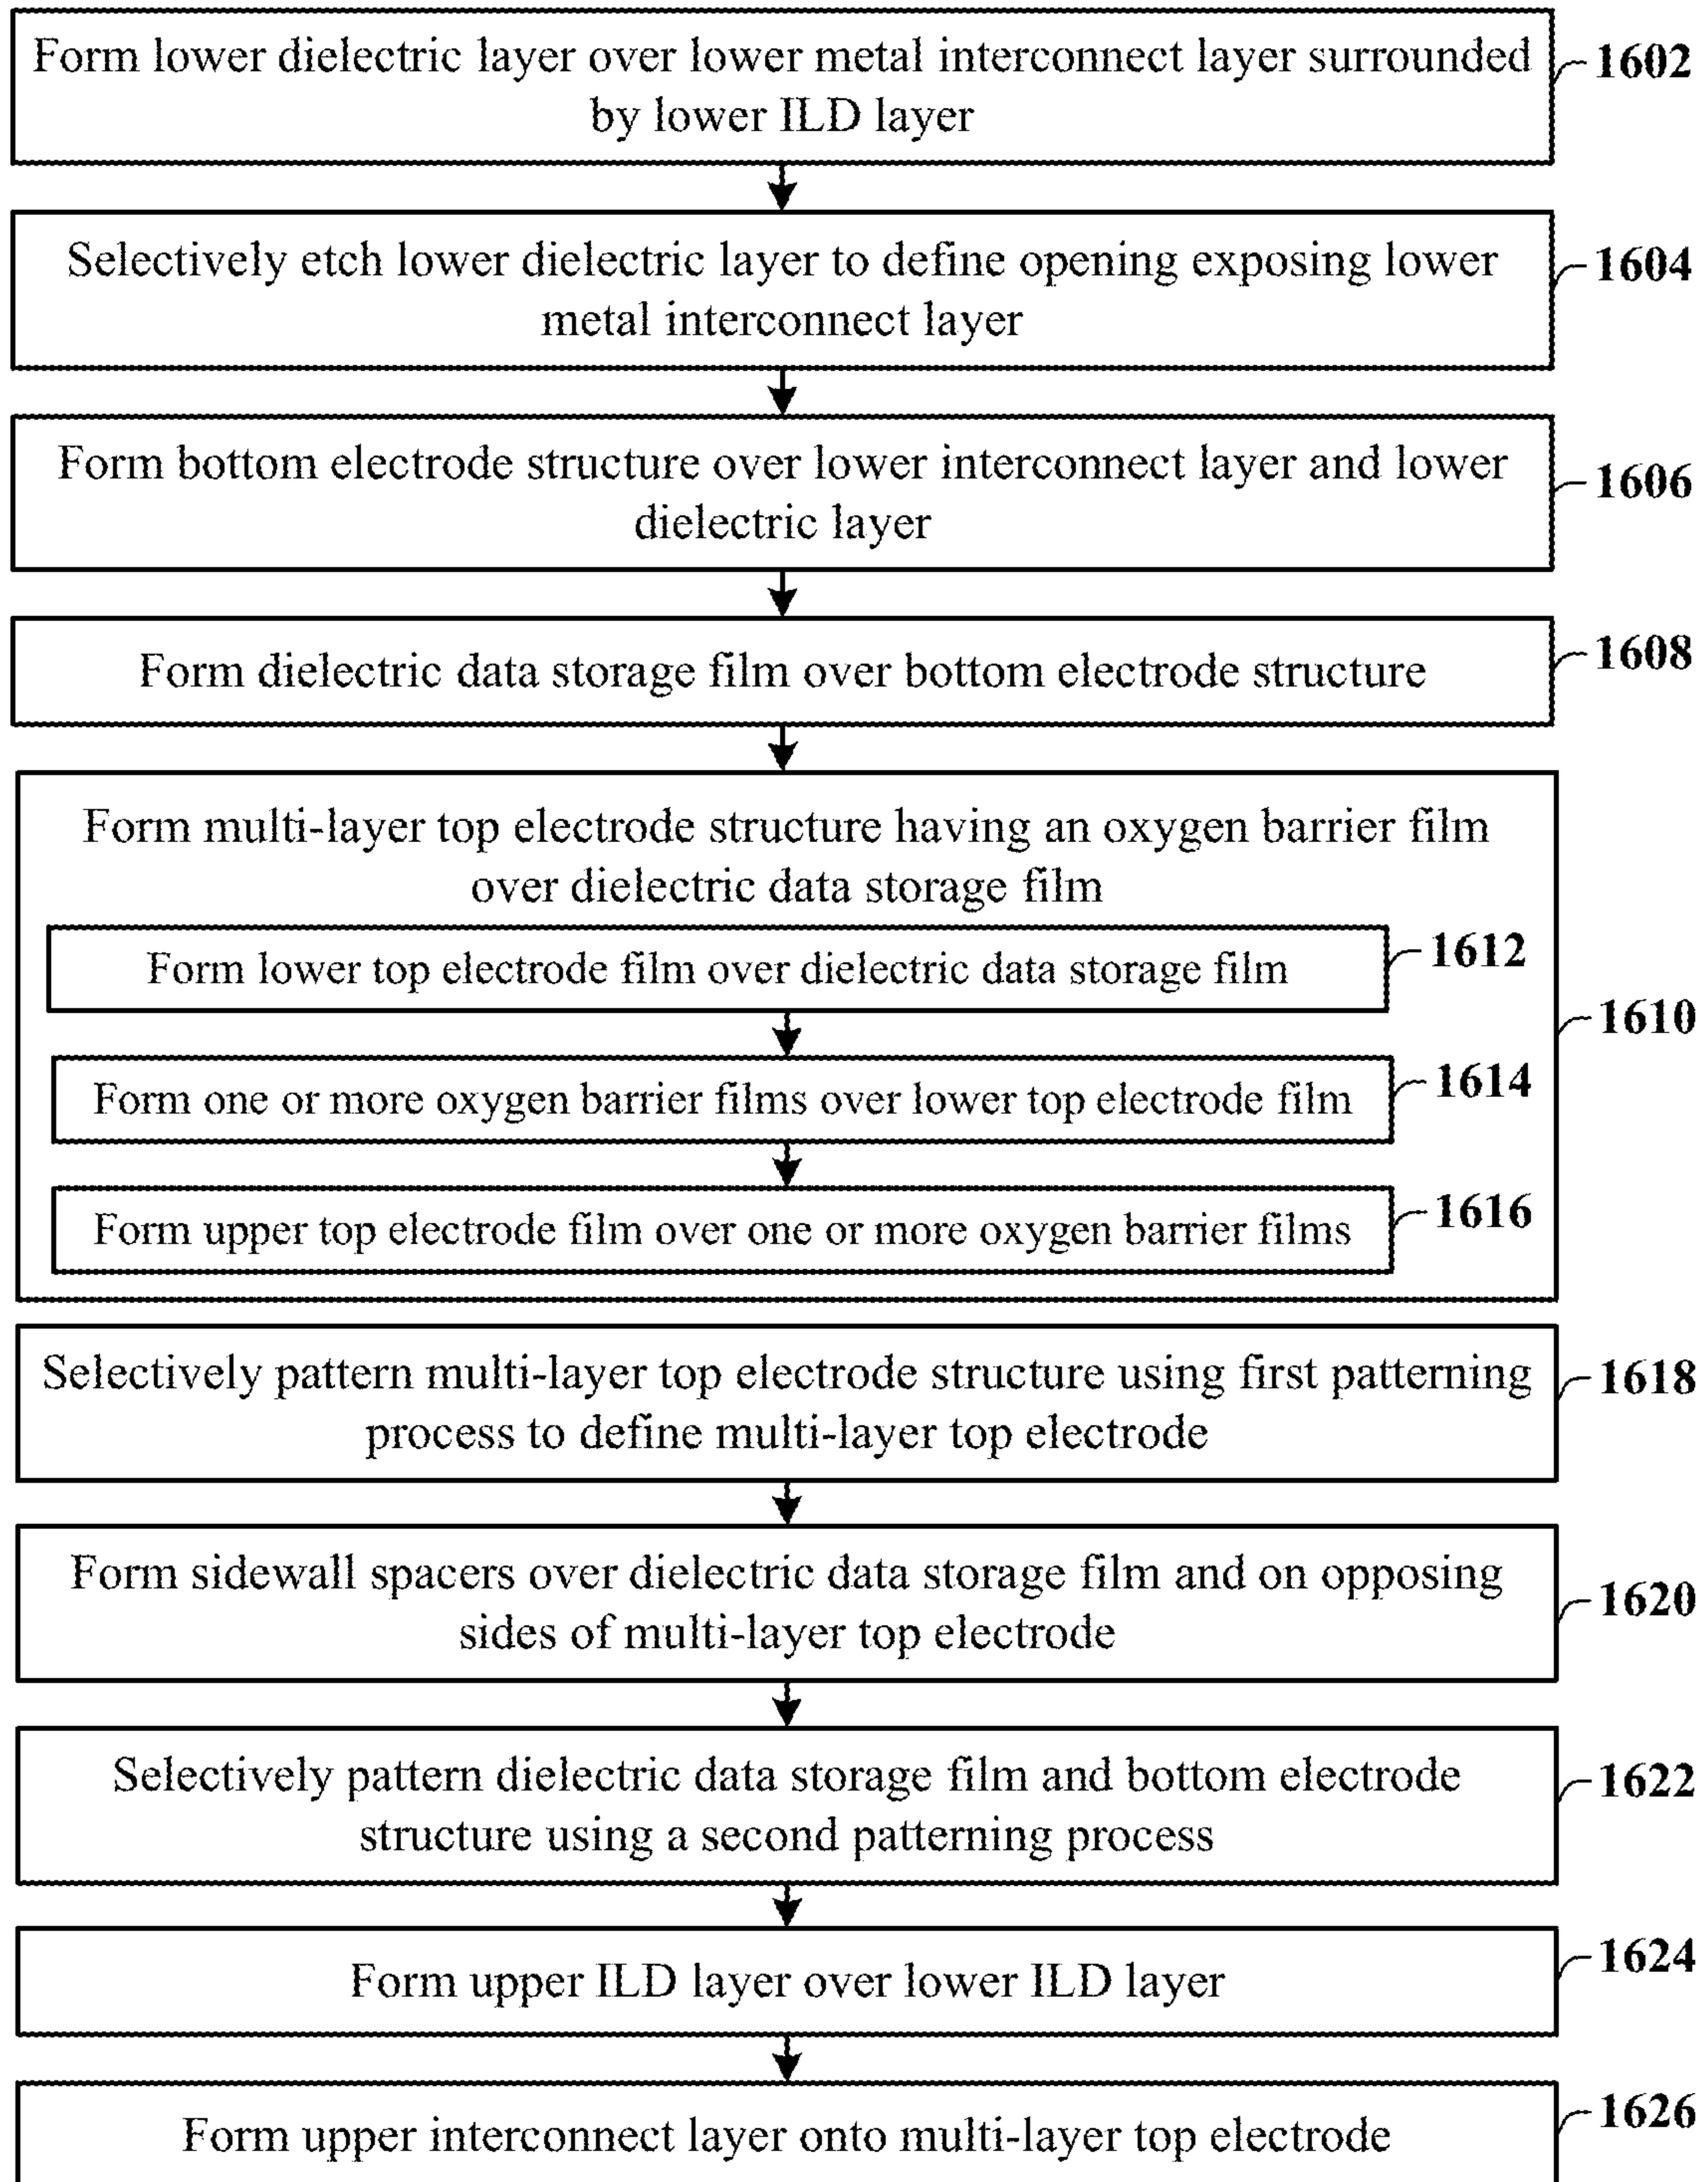 Form lower dielectric layer over lower metal interconnect layer surrounded
by lower ILD layer
1602
Selectively etch lower dielectric layer to define opening exposing lower
metal interconnect layer
1604
Form bottom electrode structure over lower interconnect layer and lower
dielectric layer
1606
Form dielectric data storage film over bottom electrode structure
1608
Form multi-layer top electrode structure having an oxygen barrier film
over dielectric data storage film
1610
Form lower top electrode film over dielectric data storage film
1612
Form one or more oxygen barrier films over lower top electrode film
1614
Form upper top electrode film over one or more oxygen barrier films
1616
Selectively pattern multi-layer top electrode structure using first patterning
process to define multi-layer top electrode
1618
Form sidewall spacers over dielectric data storage film and on opposing
sides of multi-layer top electrode
1620
Selectively pattern dielectric data storage film and bottom electrode
structure using a second patterning process
1622
Form upper ILD layer over lower ILD layer
1624
Form upper interconnect layer onto multi-layer top electrode
1626